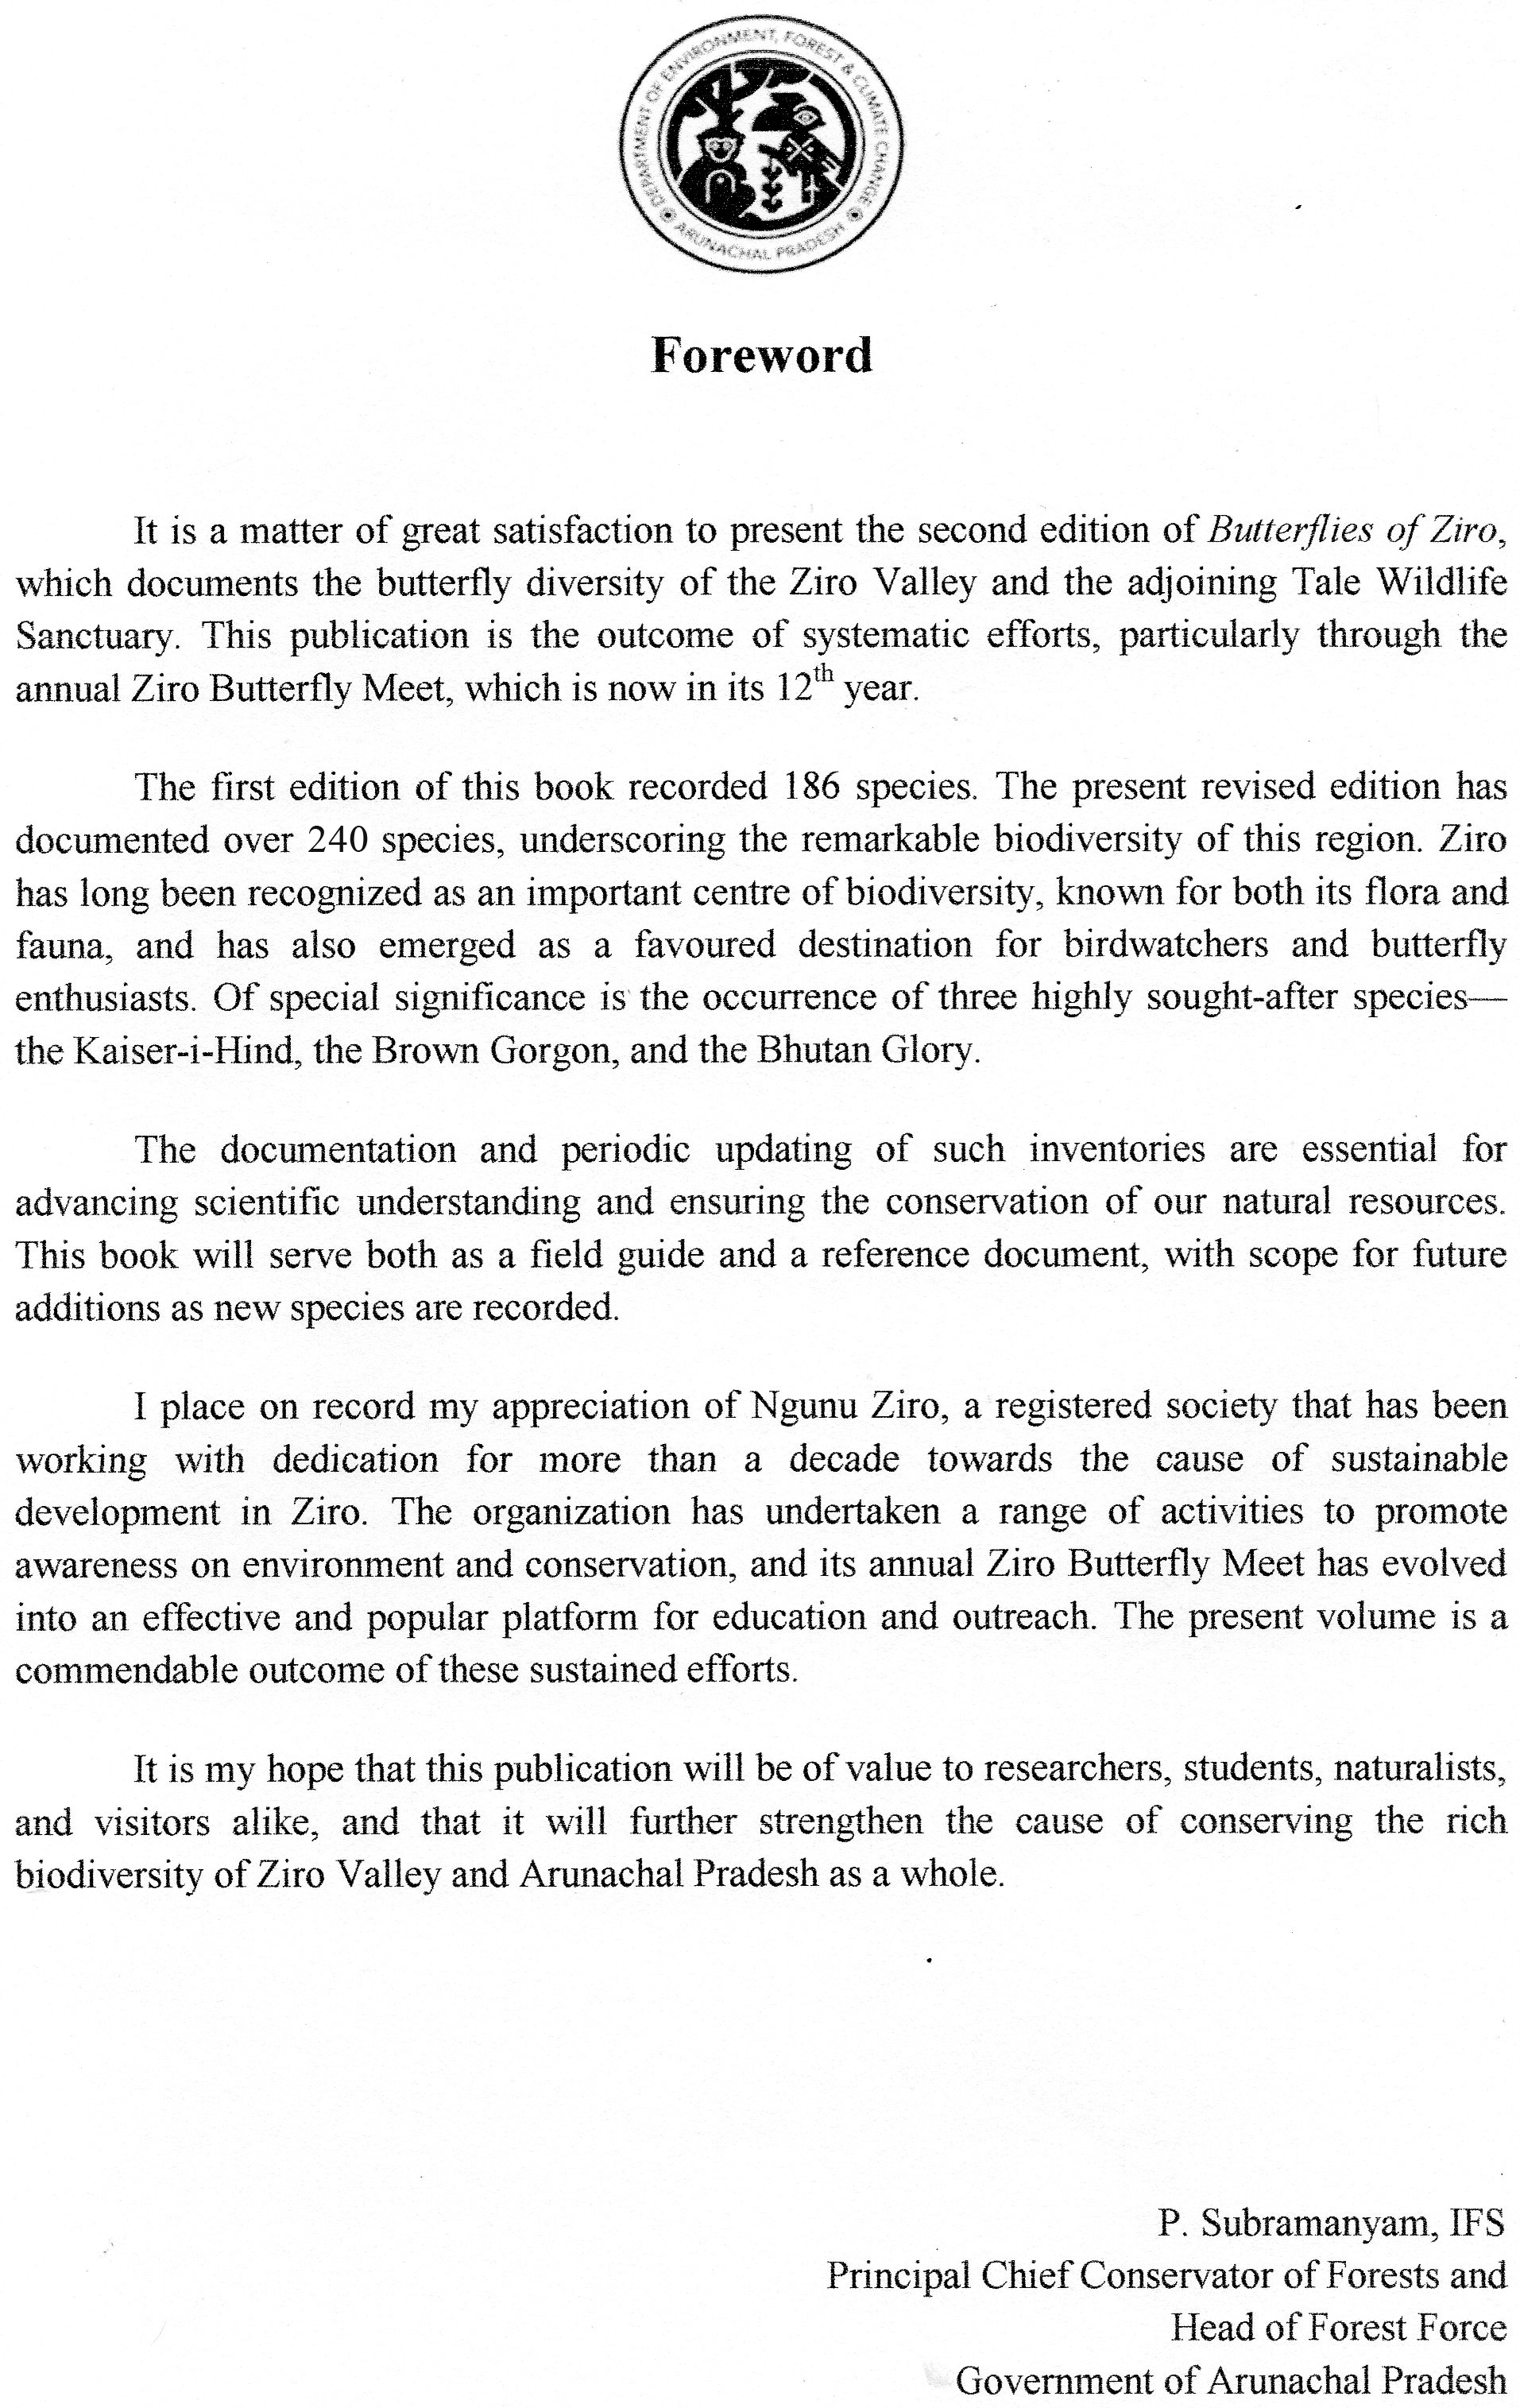 DEPARTMENT OF ENVIRONMENT, FOREST & CLIMATE CHANGE
ARUNACHAL PRADESH
Foreword
It is a matter of great satisfaction to present the second edition of Butterflies of Ziro,
which documents the butterfly diversity of the Ziro Valley and the adjoining Tale Wildlife
Sanctuary. This publication is the outcome of systematic efforts, particularly through the
annual Ziro Butterfly Meet, which is now in its 12th year.
The first edition of this book recorded 186 species. The present revised edition has
documented over 240 species, underscoring the remarkable biodiversity of this region. Ziro
has long been recognized as an important centre of biodiversity, known for both its flora and
fauna, and has also emerged as a favoured destination for birdwatchers and butterfly
enthusiasts. Of special significance is the occurrence of three highly sought-after species—
the Kaiser-i-Hind, the Brown Gorgon, and the Bhutan Glory.
The documentation and periodic updating of such inventories are essential for
advancing scientific understanding and ensuring the conservation of our natural resources.
This book will serve both as a field guide and a reference document, with scope for future
additions as new species are recorded.
I place on record my appreciation of Ngunu Ziro, a registered society that has been
working with dedication for more than a decade towards the cause of sustainable
development in Ziro. The organization has undertaken a range of activities to promote
awareness on environment and conservation, and its annual Ziro Butterfly Meet has evolved
into an effective and popular platform for education and outreach. The present volume is a
commendable outcome of these sustained efforts.
It is my hope that this publication will be of value to researchers, students, naturalists,
and visitors alike, and that it will further strengthen the cause of conserving the rich
biodiversity of Ziro Valley and Arunachal Pradesh as a whole.
P. Subramanyam, IFS
Principal Chief Conservator of Forests and
Head of Forest Force
Government of Arunachal Pradesh